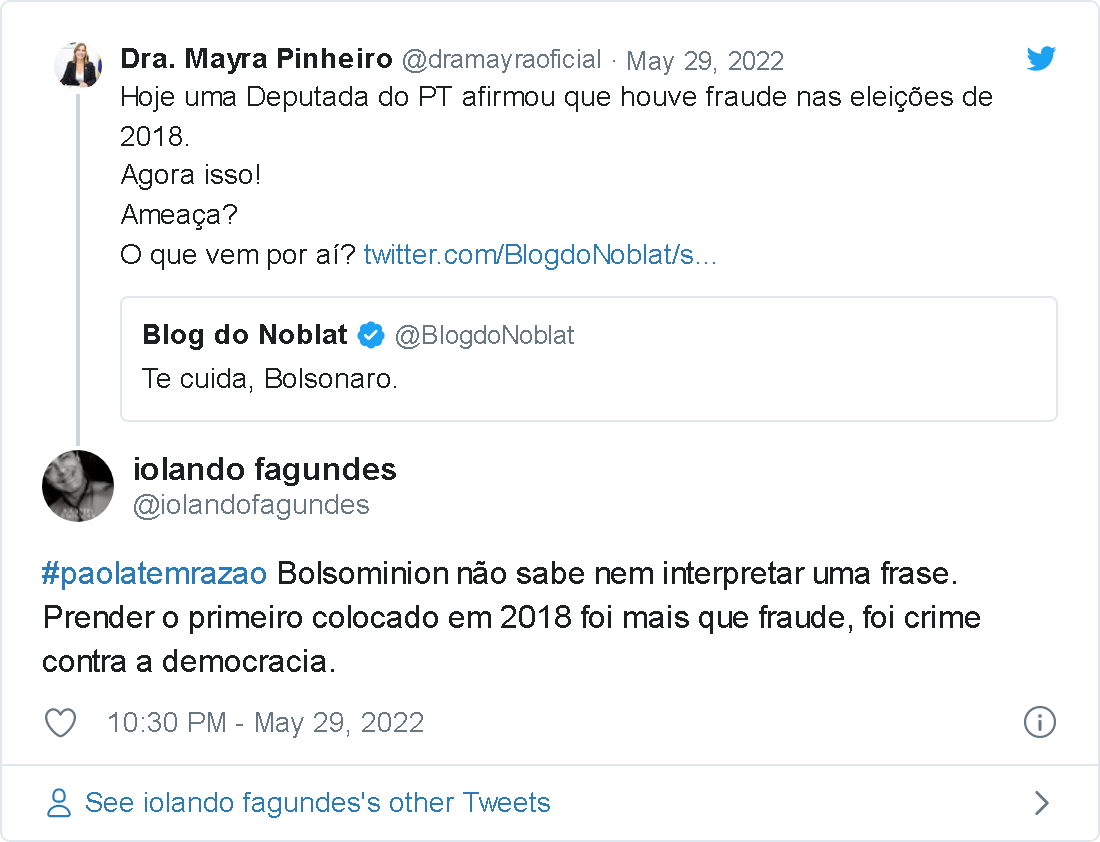 Dra. Mayra Pinheiro @dramayraoficial · May 29, 2022
Hoje uma Deputada do PT afirmou que houve fraude nas eleições de
2018.
Agora isso!
Ameaça?
O que vem por aí? twitter.com/BlogdoNoblat/s...
Blog do Noblat @BlogdoNoblat
Te cuida, Bolsonaro.
iolando fagundes
@iolandofagundes
#paolatemrazao Bolsominion não sabe nem interpretar uma frase.
Prender o primeiro colocado em 2018 foi mais que fraude, foi crime
contra a democracia.
10:30 PM - May 29, 2022
See iolando fagundes's other Tweets